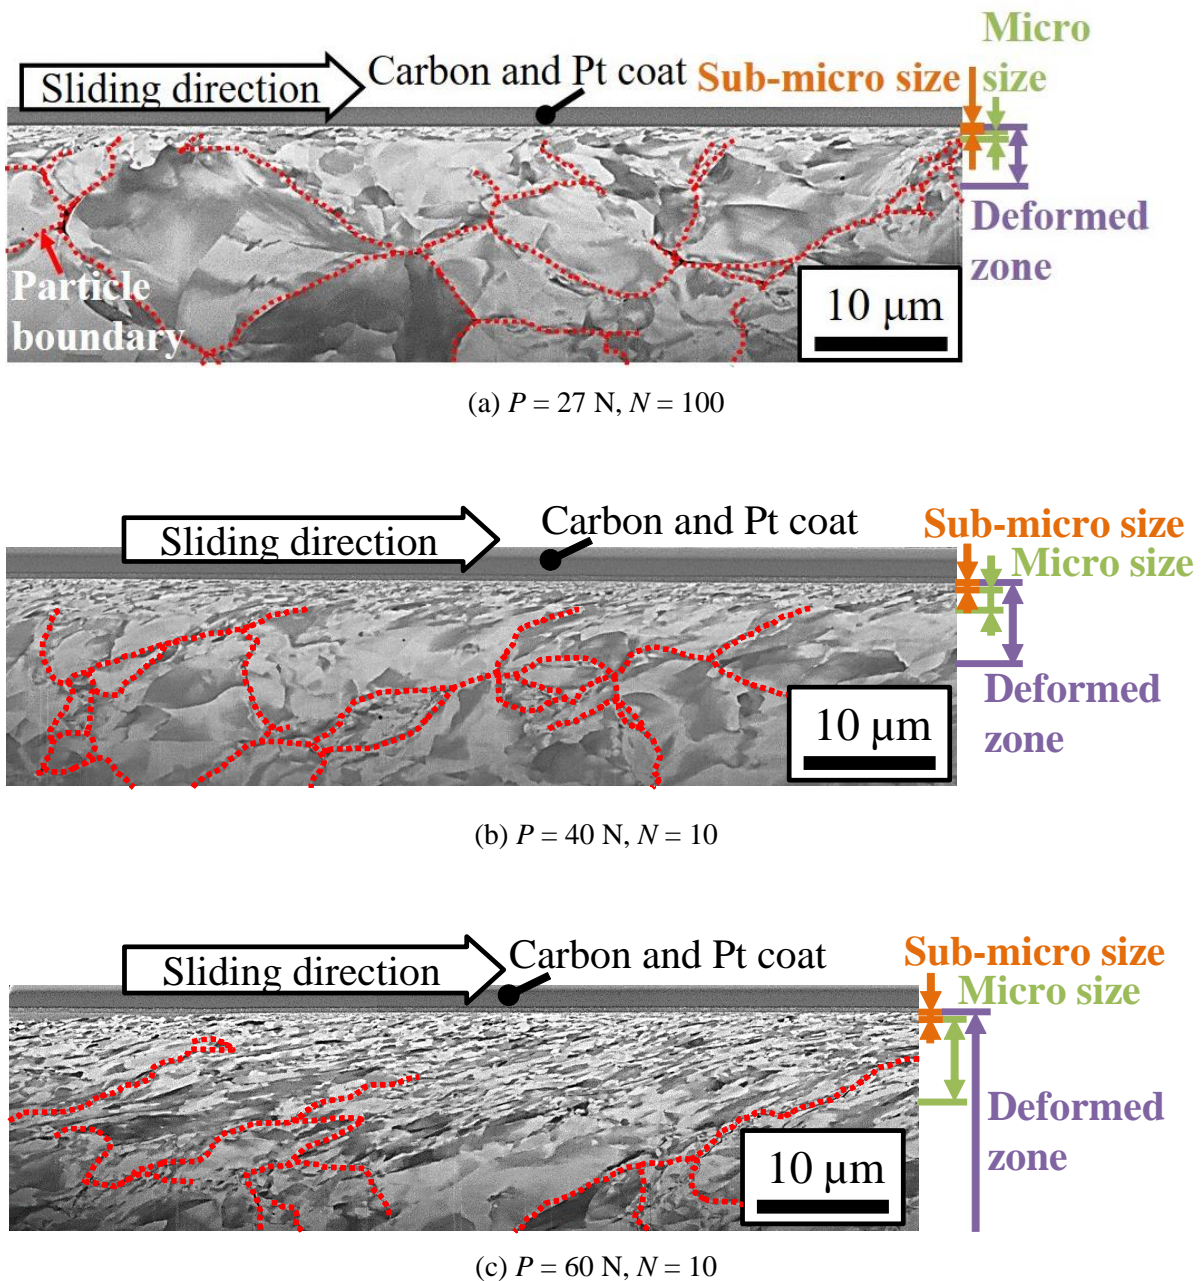 Micro
size
Sliding direction
Carbon and Pt coat
Sub-micro size
Deformed
zone
Particle
boundary
10 μm
(a) P = 27 N, N = 100
Sliding direction
Carbon and Pt coat
Sub-micro size
Micro size
Deformed
zone
10 μm
(b) P = 40 N, N = 10
Sliding direction
Carbon and Pt coat
Sub-micro size
Micro size
Deformed
zone
10 μm
(c) P = 60 N, N = 10